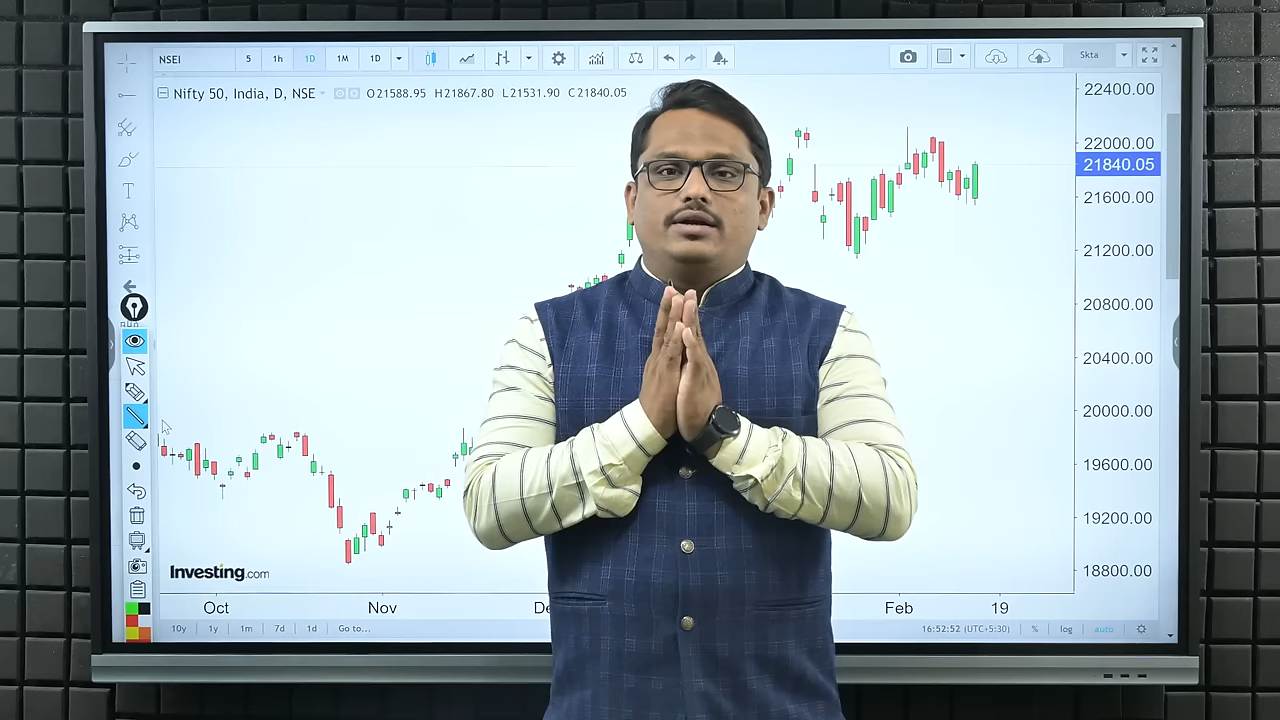 NSEI 5 1h 1D 1M 1D Skta
Nifty 50, India, D, NSE O21588.95 H21867.80 L21531.90 C21840.05
22400.00
22000.00
21840.05
21600.00
21200.00
20800.00
20400.00
20000.00
19600.00
19200.00
18800.00
T
Investing.com
Oct Nov De Feb 19
10y 1y 1m 7d 1d Go to... 16:52:52 (UTC+5:30) % log auto